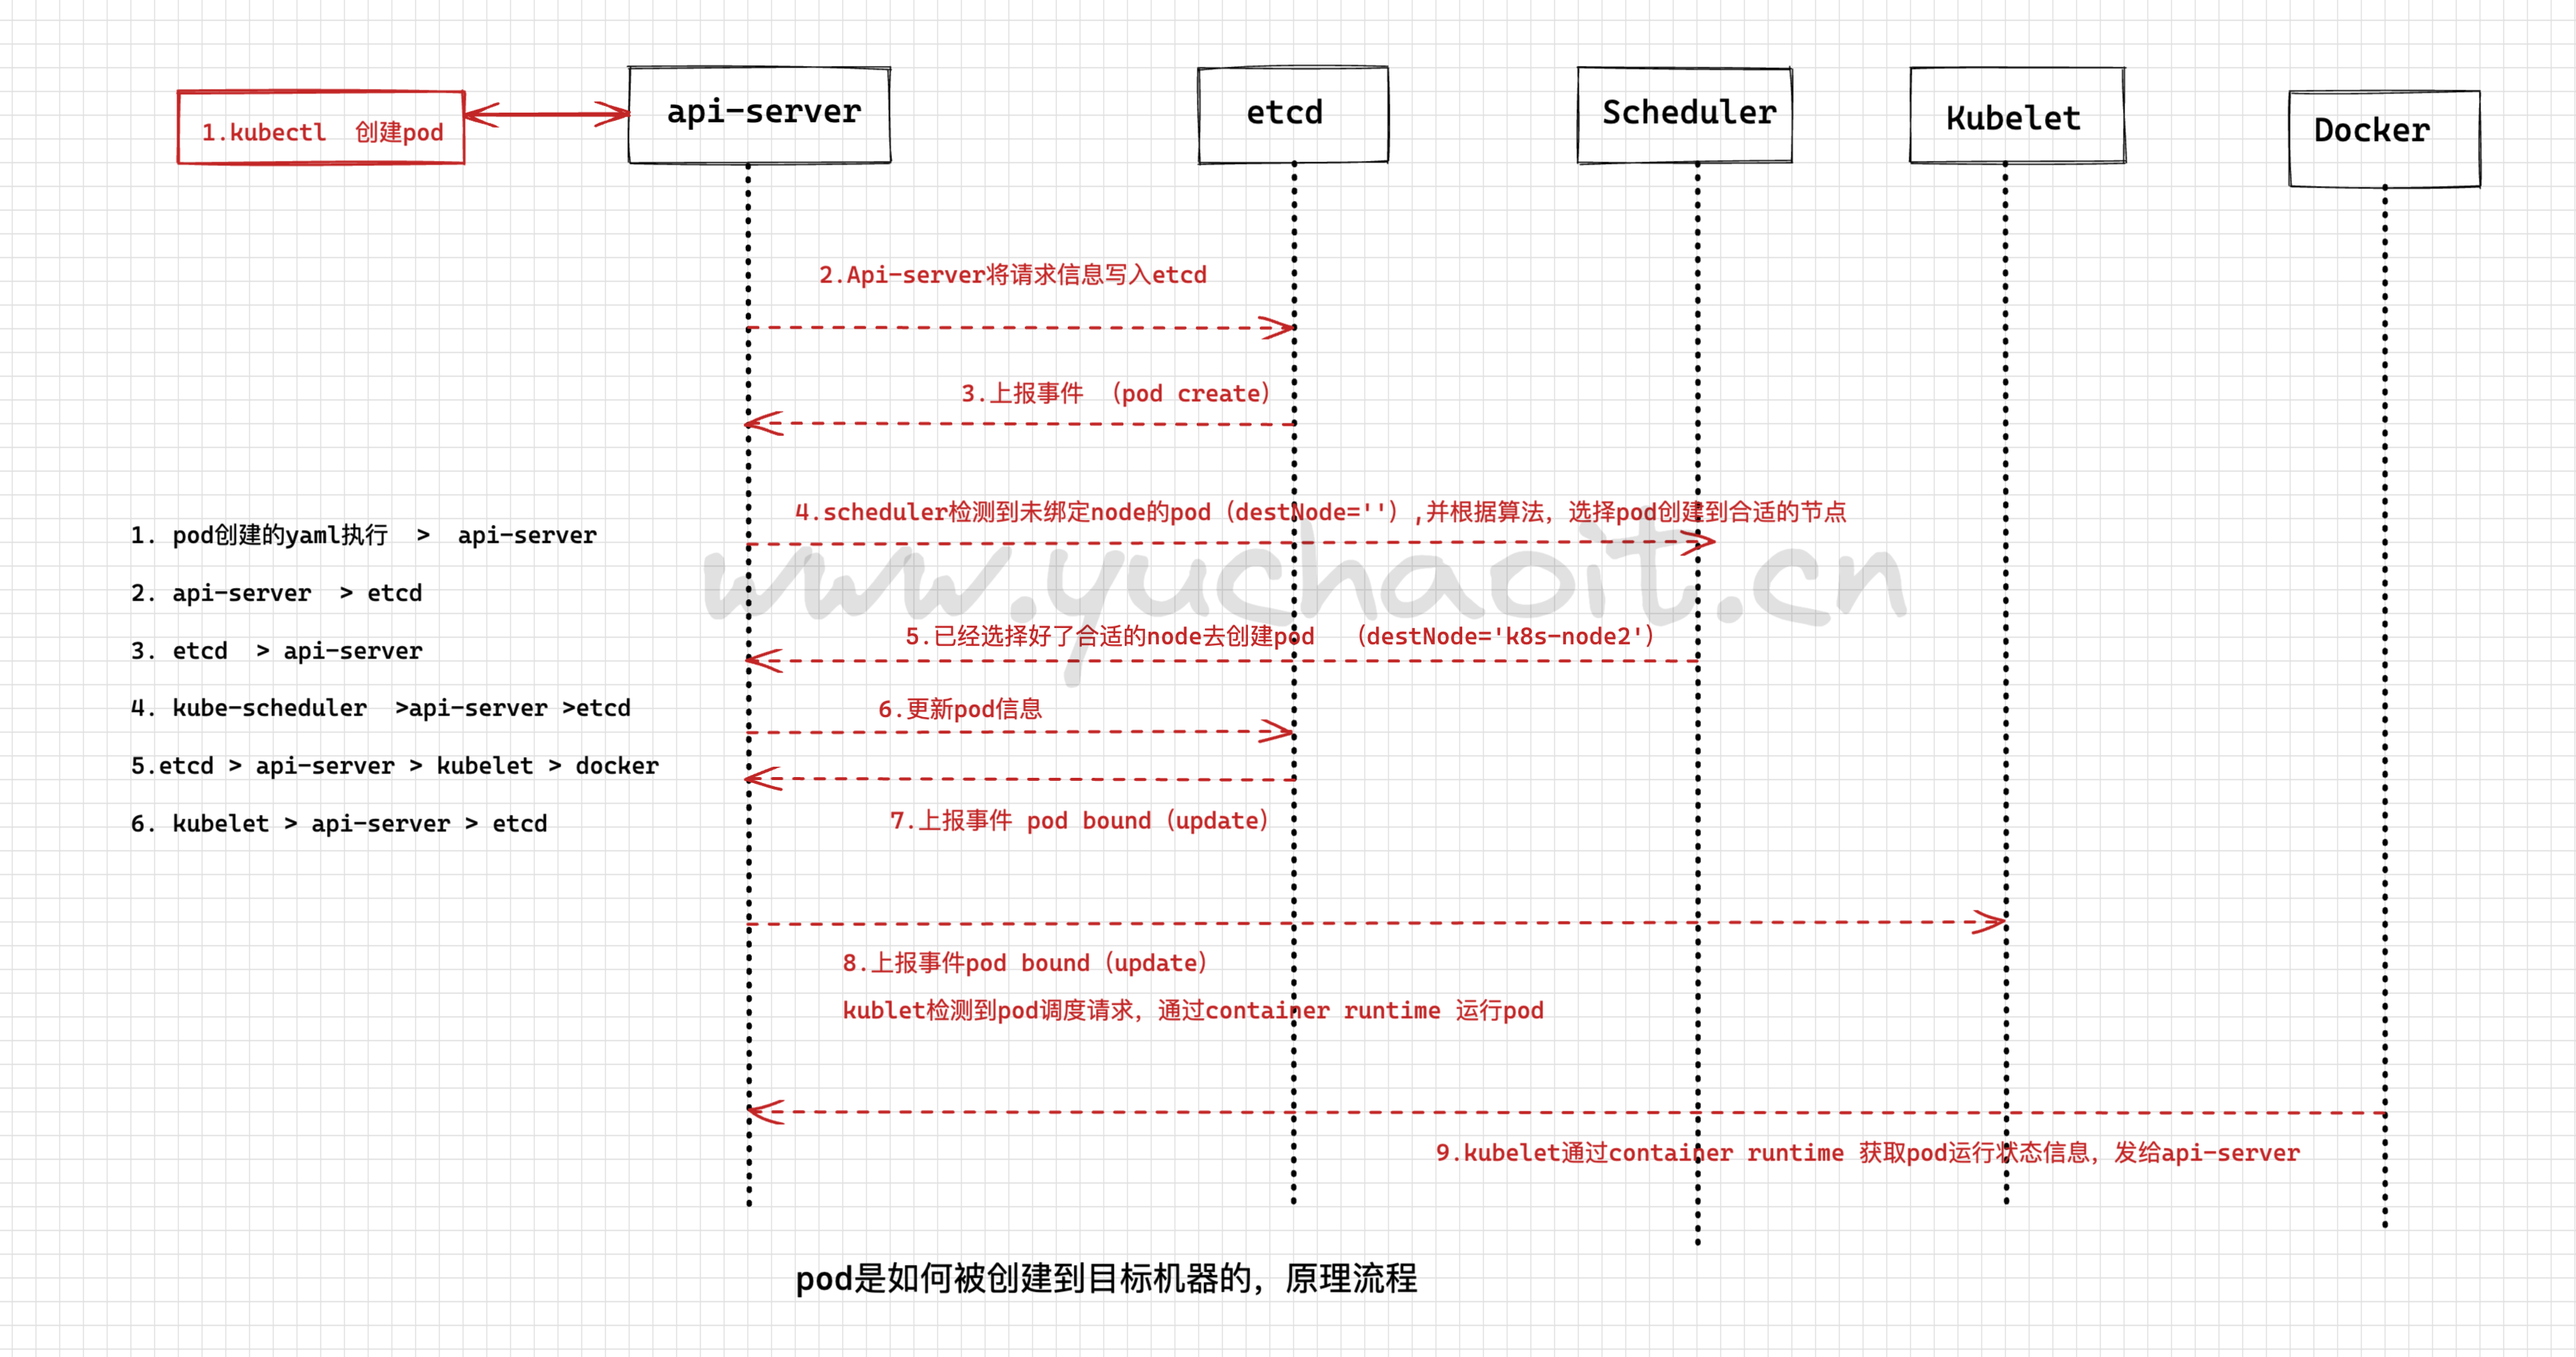 1.kubectl 创建pod
api-server
etcd
Scheduler
Kubelet
Docker
2.Api-server将请求信息写入etcd
3.上报事件 （pod create）
4.scheduler检测到未绑定node的pod（destNode=''）,并根据算法，选择pod创建到合适的节点
www.yuchaoit.cn
5.已经选择好了合适的node去创建pod （destNode='k8s-node2'）
6.更新pod信息
7.上报事件 pod bound（update）
8.上报事件pod bound（update）
kublet检测到pod调度请求，通过container runtime 运行pod
9.kubelet通过container runtime 获取pod运行状态信息，发给api-server
1. pod创建的yaml执行 > api-server
2. api-server > etcd
3. etcd > api-server
4. kube-scheduler >api-server >etcd
5.etcd > api-server > kubelet > docker
6. kubelet > api-server > etcd
pod是如何被创建到目标机器的，原理流程